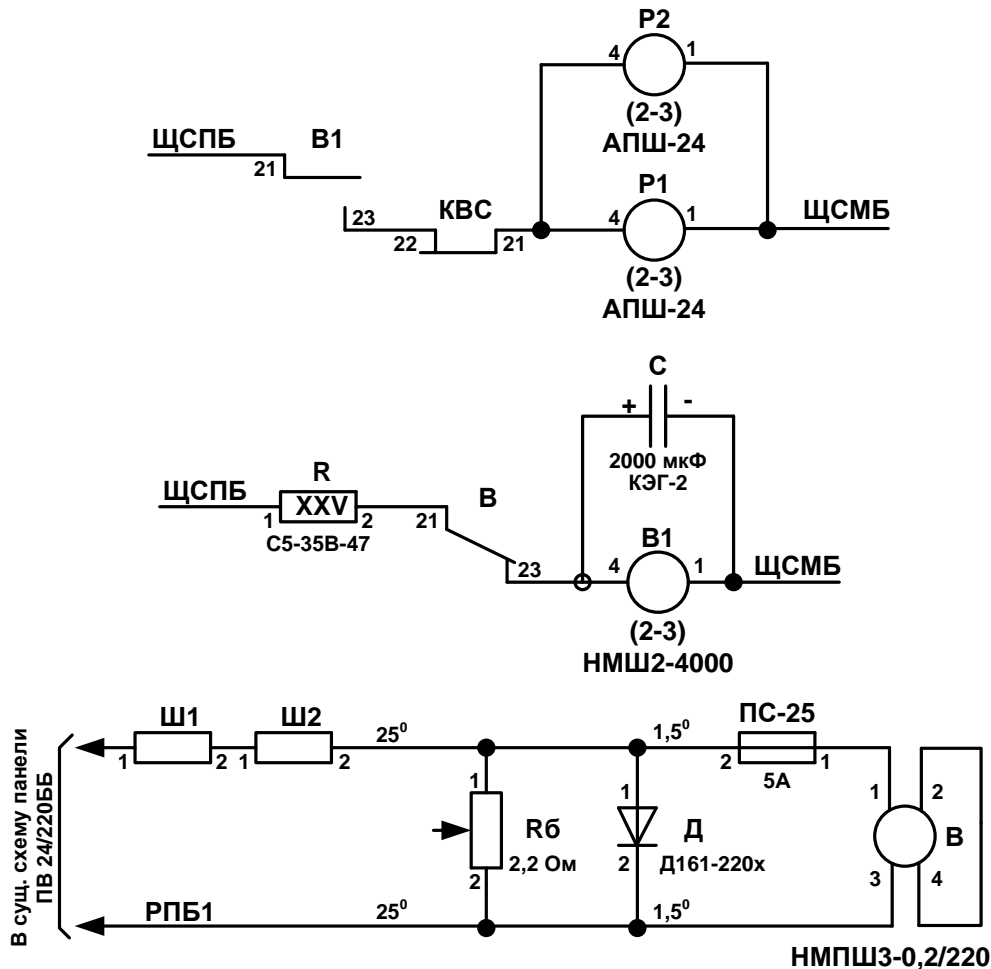 P2
4
1
(2-3)
АПШ-24
ЩСПБ
В1
21
P1
23
КВС
22
21
4
1
ЩСМБ
(2-3)
АПШ-24
С
+
-
2000 мкФ
КЭГ-2
ЩСПБ
R
1
XXV
2
С5-35В-47
21
В
23
В1
4
1
ЩСМБ
(2-3)
НМШ2-4000
В сущ. схему панели
ПВ 24/220ББ
Ш1
1
2
Ш2
1
2
25⁰
1,5⁰
ПС-25
2
1
5А
1
Rб
2,2 Ом
2
1
Д
Д161-220х
2
1
2
В
3
4
РПБ1
25⁰
1,5⁰
НМПШ3-0,2/220